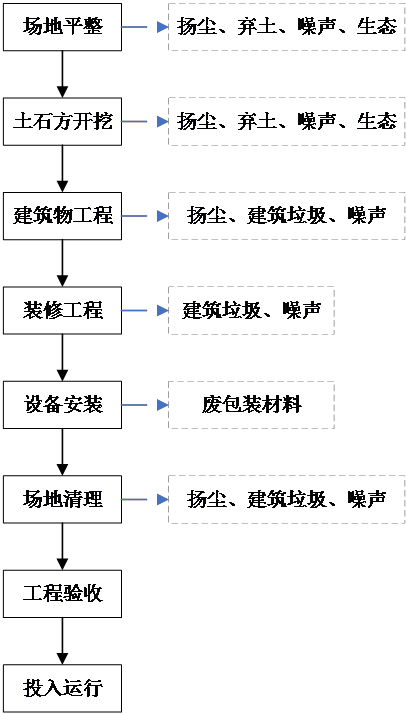 场地平整
扬尘、弃土、噪声、生态
土石方开挖
扬尘、弃土、噪声、生态
建筑物工程
扬尘、建筑垃圾、噪声
装修工程
建筑垃圾、噪声
设备安装
废包装材料
场地清理
扬尘、建筑垃圾、噪声
工程验收
投入运行